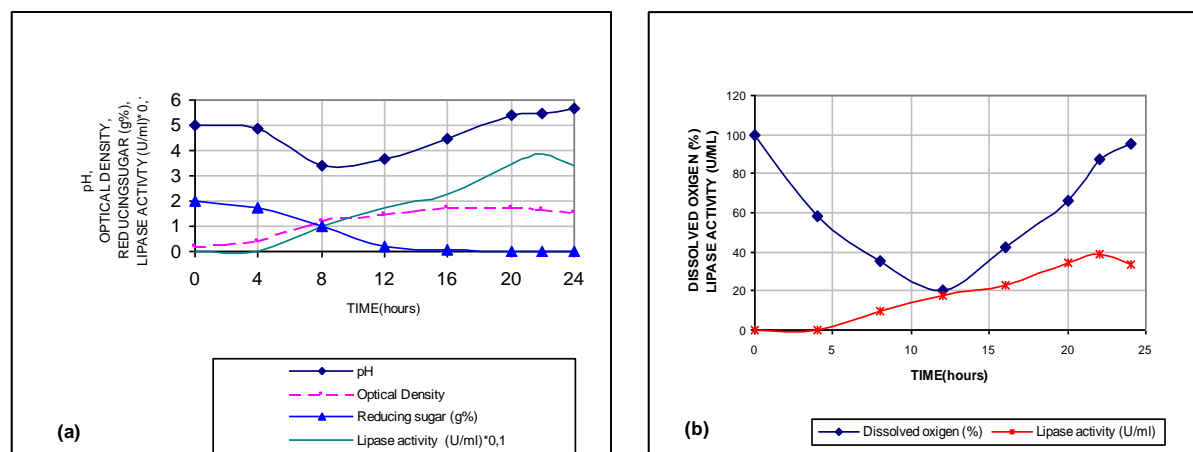 pH,
OPTICAL DENSITY,
REDUCINGSUGAR (g%),
LIPASE ACTIVTY (U/ml)*0,
6
5
4
3
2
1
0
0 4 8 12 16 20 24
TIME(hours)
pH
Optical Density
Reducing sugar (g%)
Lipase activity (U/ml)*0,1
(a)
DISSOLVED OXIGEN (%)
LIPASE ACTIVITY (U/ML)
120
100
80
60
40
20
0
0 5 10 15 20 25
TIME(hours)
(b)
Dissolved oxigen (%) Lipase activity (U/ml)